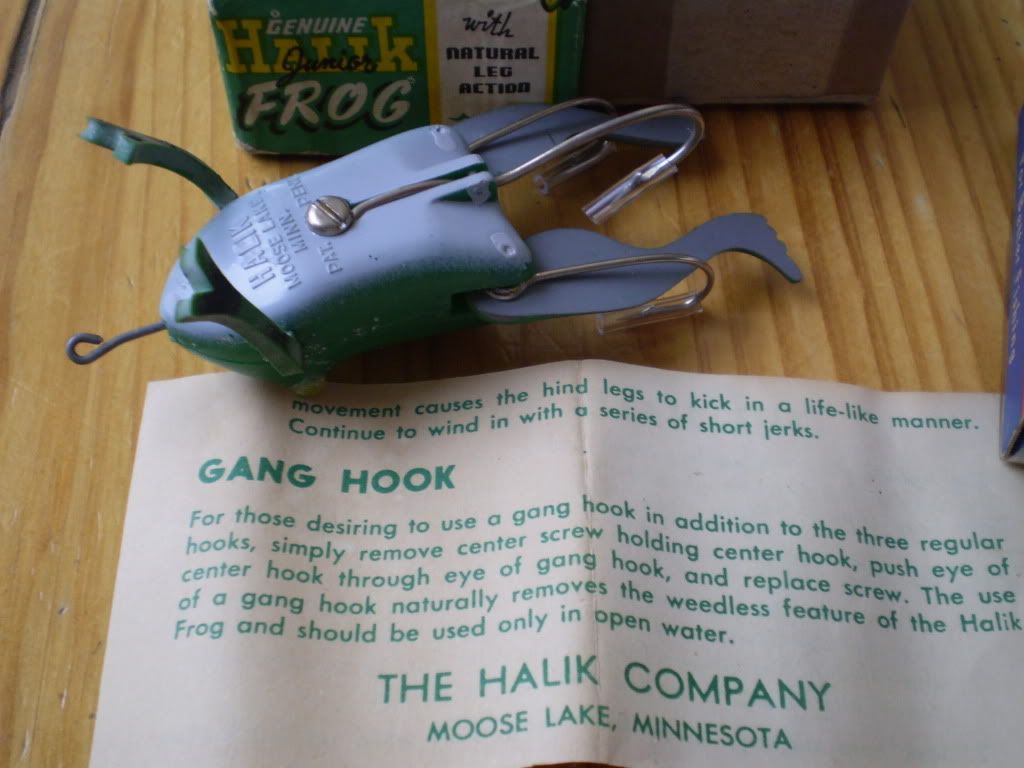 GENUINE
HALIK
Junior
FROG
with
NATURAL
LEG
ACTION
HALIK
MOOSE LAKE
MINN.
PAT.
movement causes the hind legs to kick in a life-like manner.
Continue to wind in with a series of short jerks.
GANG HOOK
For those desiring to use a gang hook in addition to the three regular
hooks, simply remove center screw holding center hook, push eye of
center hook through eye of gang hook, and replace screw. The use
of a gang hook naturally removes the weedless feature of the Halik
Frog and should be used only in open water.
THE HALIK COMPANY
MOOSE LAKE, MINNESOTA